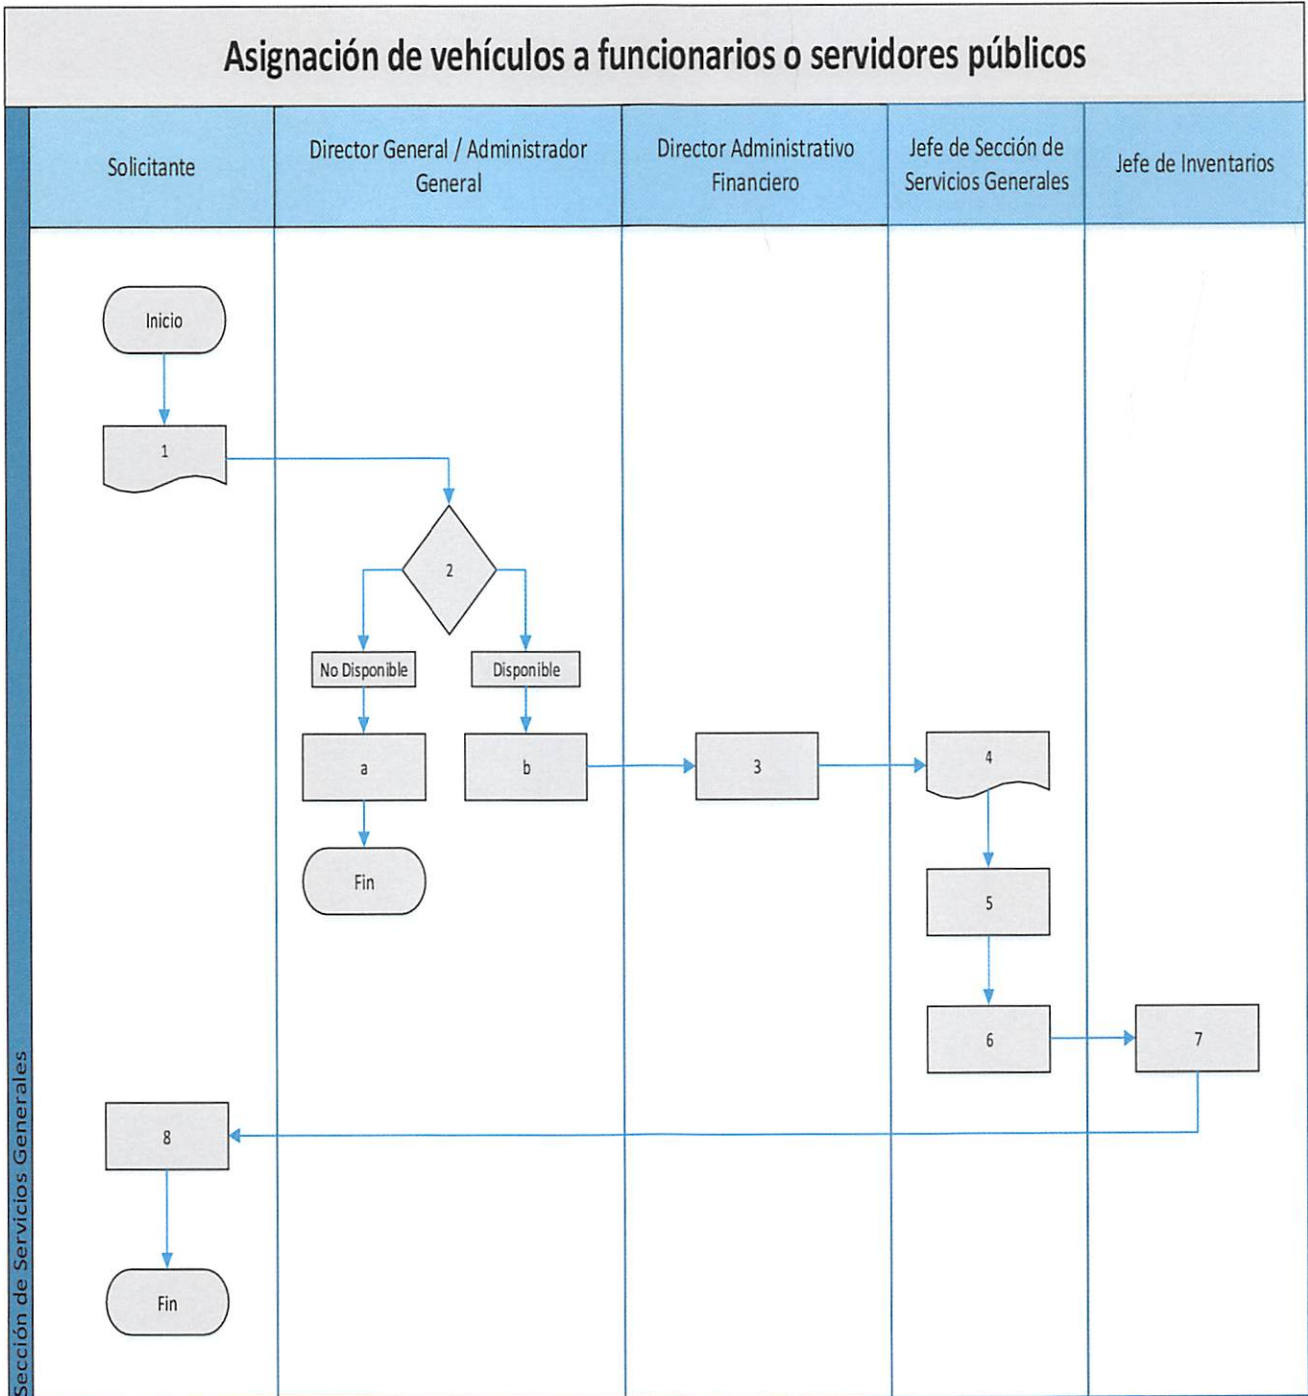 Asignación de vehículos a funcionarios o servidores públicos
Solicitante
Director General / Administrador
General
Director Administrativo
Financiero
Jefe de Sección de
Servicios Generales
Jefe de Inventarios
Inicio
1
2
No Disponible
Disponible
a
b
3
4
Fin
5
6
7
8
Fin
Sección de Servicios Generales